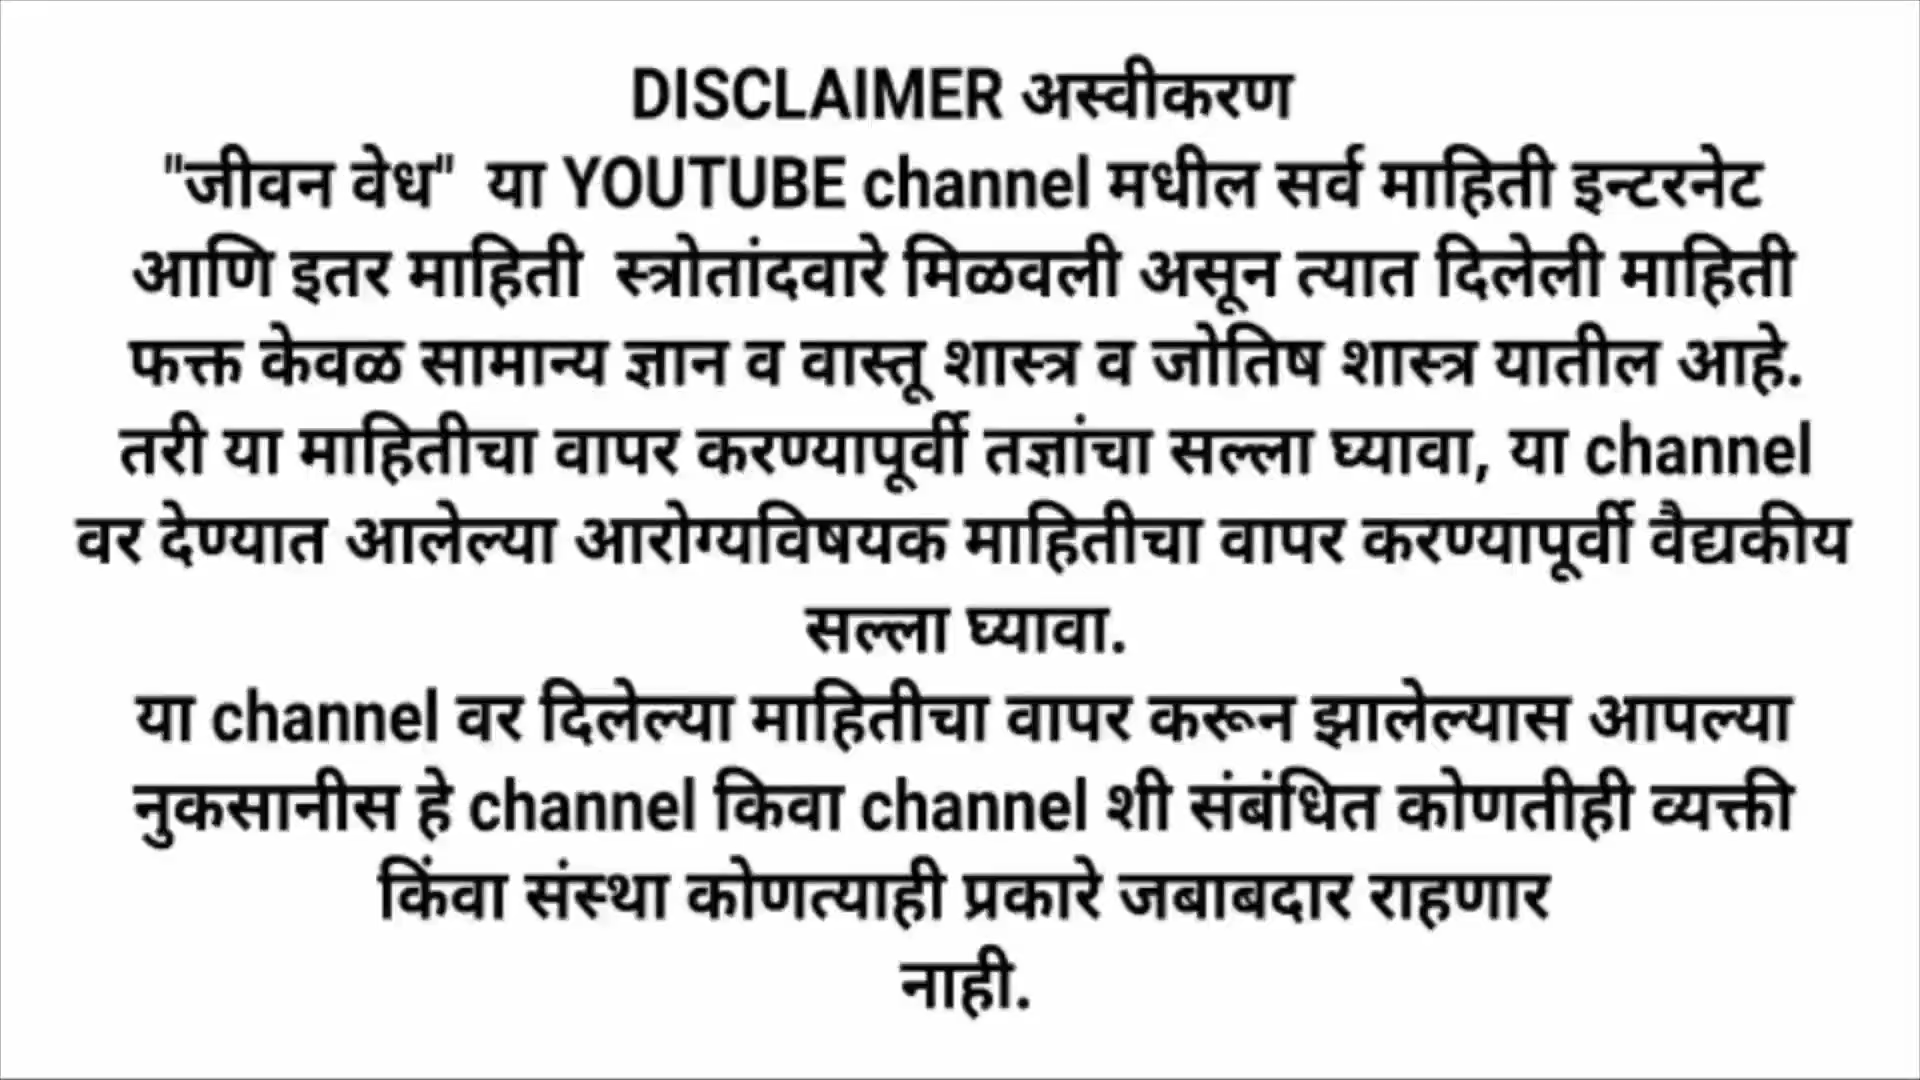 DISCLAIMER अस्वीकरण
"जीवन वेध" या YOUTUBE channel मधील सर्व माहिती इन्टरनेट
आणि इतर माहिती स्त्रोतांदवारे मिळवली असून त्यात दिलेली माहिती
फक्त केवळ सामान्य ज्ञान व वास्तू शास्त्र व जोतिष शास्त्र यातील आहे.
तरी या माहितीचा वापर करण्यापूर्वी तज्ञांचा सल्ला घ्यावा, या channel
वर देण्यात आलेल्या आरोग्यविषयक माहितीचा वापर करण्यापूर्वी वैद्यकीय
सल्ला घ्यावा.
या channel वर दिलेल्या माहितीचा वापर करून झालेल्यास आपल्या
नुकसानीस हे channel किवा channel शी संबंधित कोणतीही व्यक्ती
किंवा संस्था कोणत्याही प्रकारे जबाबदार राहणार
नाही.